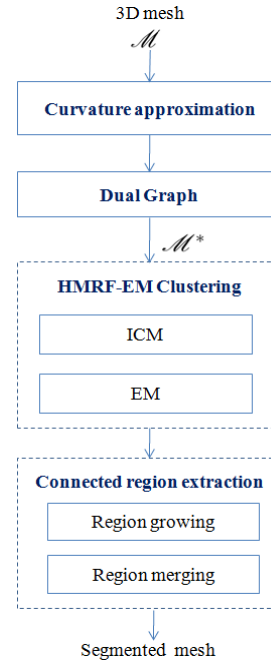 3D mesh
ℳ
Curvature approximation
Dual Graph
ℳ*
HMRF-EM Clustering
ICM
EM
Connected region extraction
Region growing
Region merging
Segmented mesh